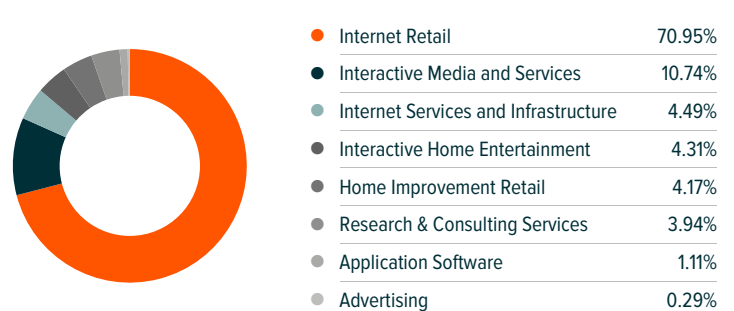 Internet Retail 70.95%
Interactive Media and Services 10.74%
Internet Services and Infrastructure 4.49%
Interactive Home Entertainment 4.31%
Home Improvement Retail 4.17%
Research & Consulting Services 3.94%
Application Software 1.11%
Advertising 0.29%